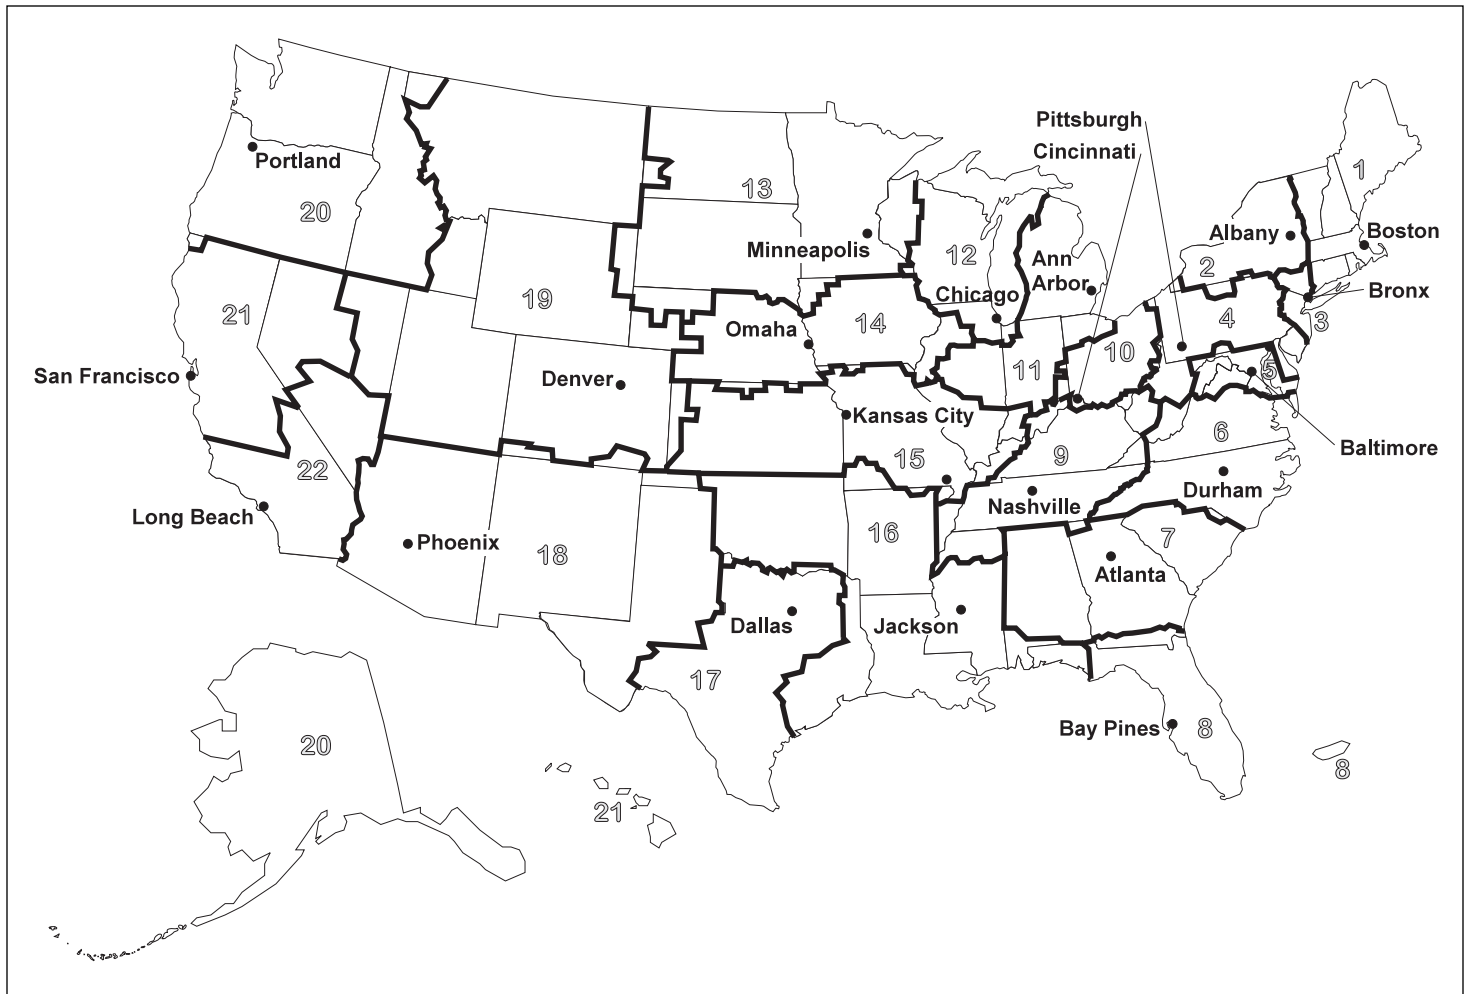 Pittsburgh
Cincinnati
Portland
20
13
1
Minneapolis
12
Ann
Arbor
Albany
Boston
2
Chicago
Bronx
19
21
Omaha
14
4
3
San Francisco
Denver
11
10
5
Kansas City
15
9
6
Baltimore
22
Nashville
Durham
Long Beach
Phoenix
18
16
7
Atlanta
Dallas
Jackson
17
Bay Pines
8
20
8
21